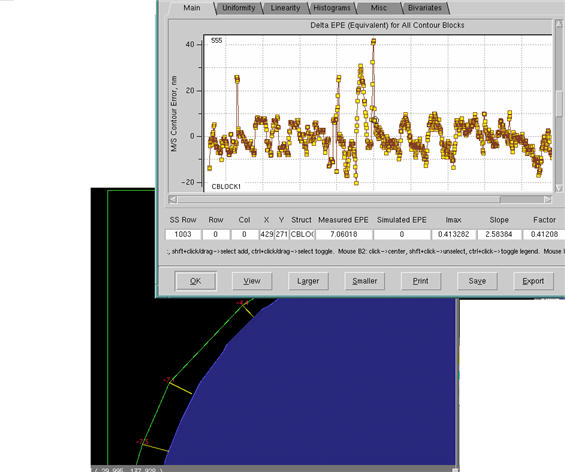 Main Uniformity Linearity Histograms Misc Bivariates
Delta EPE (Equivalent) for All Contour Blocks
555
M/S Contour Error, nm
40
20
0
-20
CBLOCK1
SS Row Row Col X Y Struct Measured EPE Simulated EPE Imax Slope Factor
1003 0 0 429 271 CBLOC 7.06018 0 0.413282 2.58384 0.41208
:, shft+click/drag->select add, ctrl+click/drag->select toggle. Mouse B2: click->center, shft+click->unselect, ctrl+click->toggle legend. Mouse
OK View Larger Smaller Print Save Export
( 29.995, 137.928 )